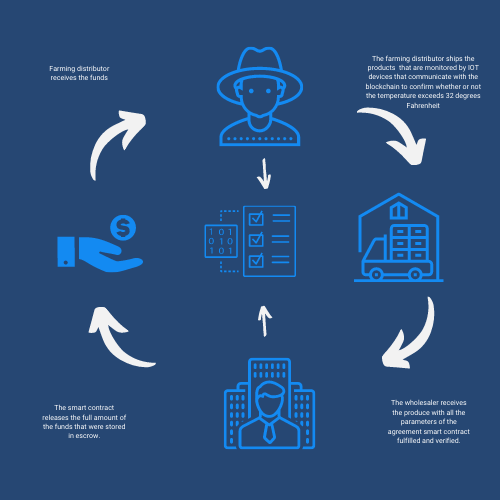 Farming distributor
receives the funds
The farming distributor ships the
products that are monitored by IOT
devices that communicate with the
blockchain to confirm whether or not
the temperature exceeds 32 degrees
Fahrenheit
$
1 0 1
0 1 0
1 0 1
The smart contract
releases the full amount of
the funds that were stored
in escrow.
The wholesaler receives
the produce with all the
parameters of the
agreement smart contract
fulfilled and verified.